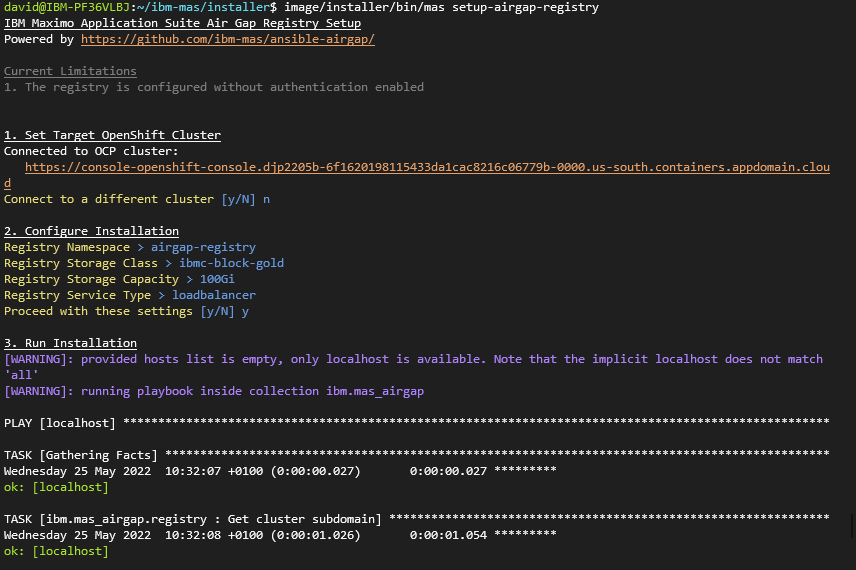 david@IBM-PF36VLBJ:~/ibm-mas/installer$ image/installer/bin/mas setup-airgap-registry
IBM Maximo Application Suite Air Gap Registry Setup
Powered by https://github.com/ibm-mas/ansible-airgap/
Current Limitations
1. The registry is configured without authentication enabled
1. Set Target OpenShift Cluster
Connected to OCP cluster:
https://console-openshift-console.djp2205b-6f1620198115433da1cac8216c06779b-0000.us-south.containers.appdomain.clou
d
Connect to a different cluster [y/N] n
2. Configure Installation
Registry Namespace > airgap-registry
Registry Storage Class > ibmc-block-gold
Registry Storage Capacity > 100Gi
Registry Service Type > loadbalancer
Proceed with these settings [y/N] y
3. Run Installation
[WARNING]: provided hosts list is empty, only localhost is available. Note that the implicit localhost does not match
'all'
[WARNING]: running playbook inside collection ibm.mas_airgap
PLAY [localhost] *****************************************************************************************************
TASK [Gathering Facts] ***********************************************************************************************
Wednesday 25 May 2022  10:32:07 +0100 (0:00:00.027)       0:00:00.027 *********
ok: [localhost]
TASK [ibm.mas_airgap.registry : Get cluster subdomain] ***************************************************************
Wednesday 25 May 2022  10:32:08 +0100 (0:00:01.026)       0:00:01.054 *********
ok: [localhost]